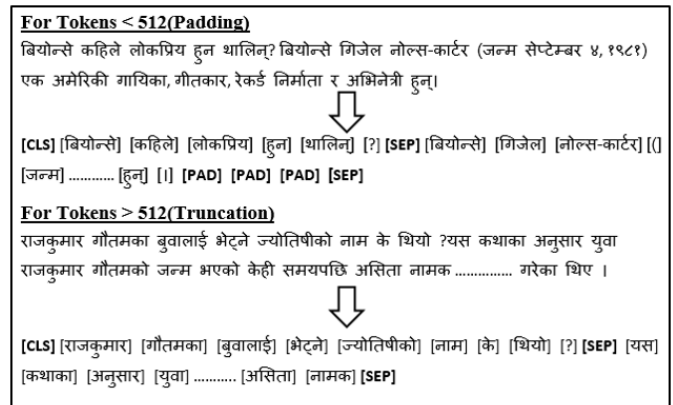 For Tokens < 512(Padding)
बियोन्से कहिले लोकप्रिय हुन थालिन्? बियोन्से गिजेल नोल्स-कार्टर (जन्म सेप्टेम्बर ४, १९८१)
एक अमेरिकी गायिका, गीतकार, रेकर्ड निर्माता र अभिनेत्री हुन्।
[CLS] [बियोन्से] [कहिले] [लोकप्रिय] [हुन] [थालिन्] [?] [SEP] [बियोन्से] [गिजेल] [नोल्स-कार्टर] [(]
[जन्म] ............ [हुन्] [।] [PAD] [PAD] [PAD] [SEP]
For Tokens > 512(Truncation)
राजकुमार गौतमका बुवालाई भेट्ने ज्योतिषीको नाम के थियो ?यस कथाका अनुसार युवा
राजकुमार गौतमको जन्म भएको केही समयपछि असिता नामक ............... गरेका थिए ।
[CLS] [राजकुमार] [गौतमका] [बुवालाई] [भेट्ने] [ज्योतिषीको] [नाम] [के] [थियो] [?] [SEP] [यस]
[कथाका] [अनुसार] [युवा] ........... [असिता] [नामक] [SEP]